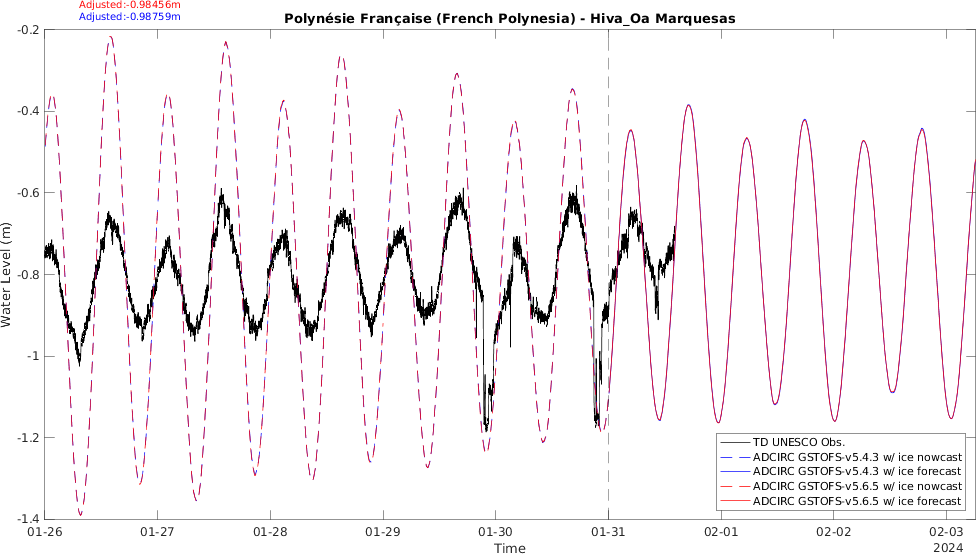 Adjusted:-0.98456m
Adjusted:-0.98759m
Polynésie Française (French Polynesia) - Hiva_Oa Marquesas
Water Level (m)
-0.2
-0.4
-0.6
-0.8
-1
-1.2
-1.4
01-26
01-27
01-28
01-29
01-30
01-31
02-01
02-02
02-03
Time
2024
TD UNESCO Obs.
ADCIRC GSTOFS-v5.4.3 w/ ice nowcast
ADCIRC GSTOFS-v5.4.3 w/ ice forecast
ADCIRC GSTOFS-v5.6.5 w/ ice nowcast
ADCIRC GSTOFS-v5.6.5 w/ ice forecast